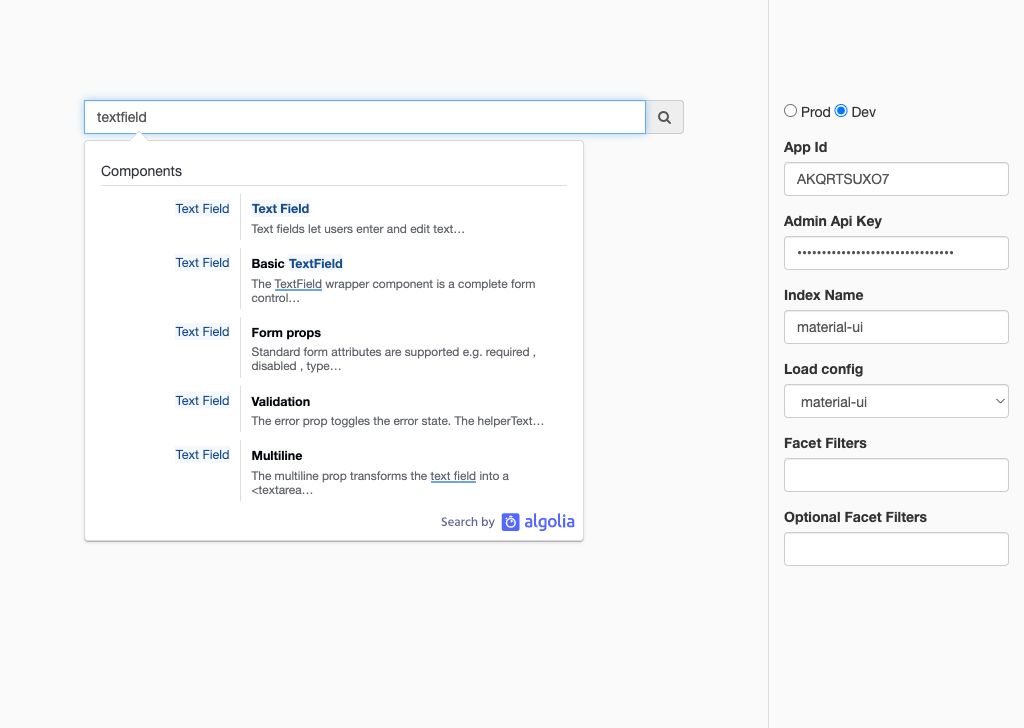 textfield
Components
Text Field
Text Field
Text fields let users enter and edit text…
Text Field
Basic TextField
The TextField wrapper component is a complete form
control…
Text Field
Form props
Standard form attributes are supported e.g. required ,
disabled , type…
Text Field
Validation
The error prop toggles the error state. The helperText…
Text Field
Multiline
The multiline prop transforms the text field into a
<textarea…
Search by algolia
Prod Dev
App Id
AKQRTSUXO7
Admin Api Key
••••••••••••••••••••••••••••••••
Index Name
material-ui
Load config
material-ui
Facet Filters
Optional Facet Filters